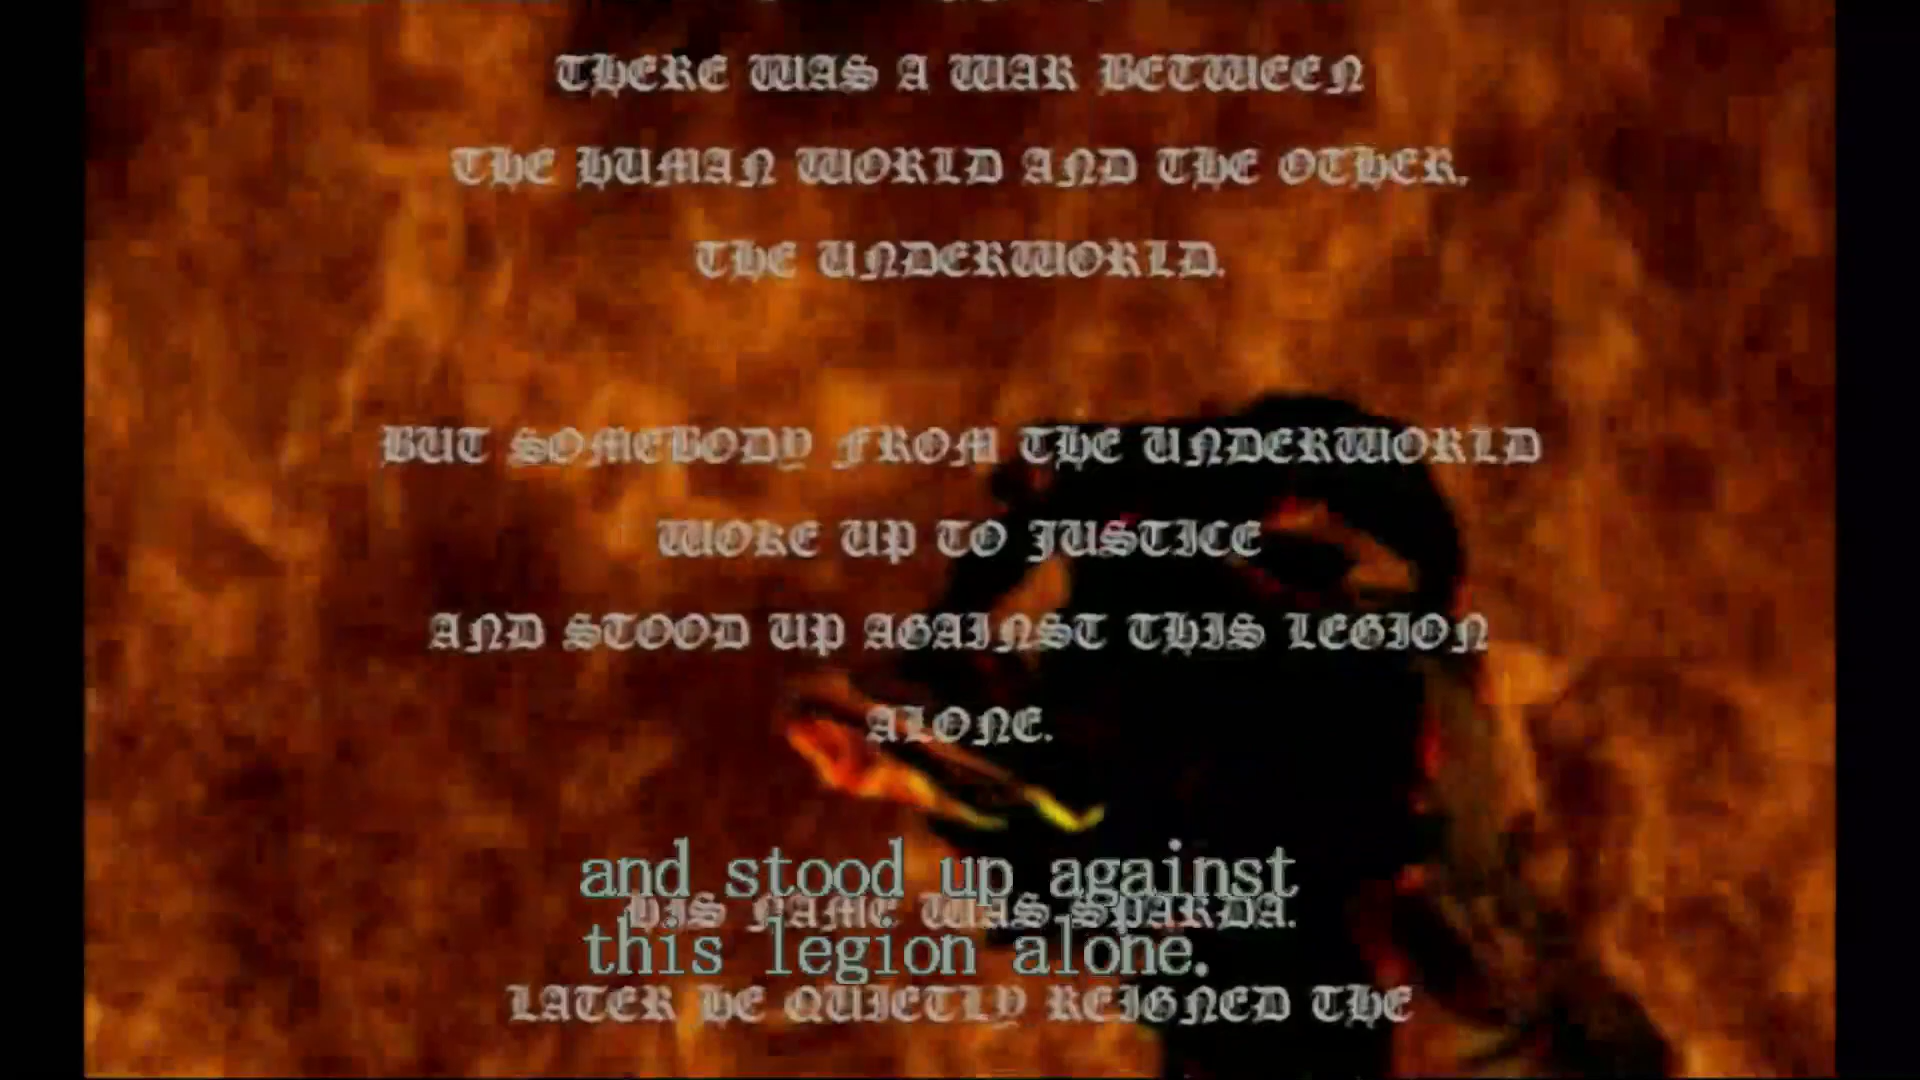 THERE WAS A WAR BETWEEN
THE HUMAN WORLD AND THE OTHER,
THE UNDERWORLD.
BUT SOMEBODY FROM THE UNDERWORLD
WOKE UP TO JUSTICE
AND STOOD UP AGAINST THIS LEGION
ALONE.
and stood up against
HIS NAME WAS SPARDA.
this legion alone.
LATER HE QUIETLY REIGNED THE